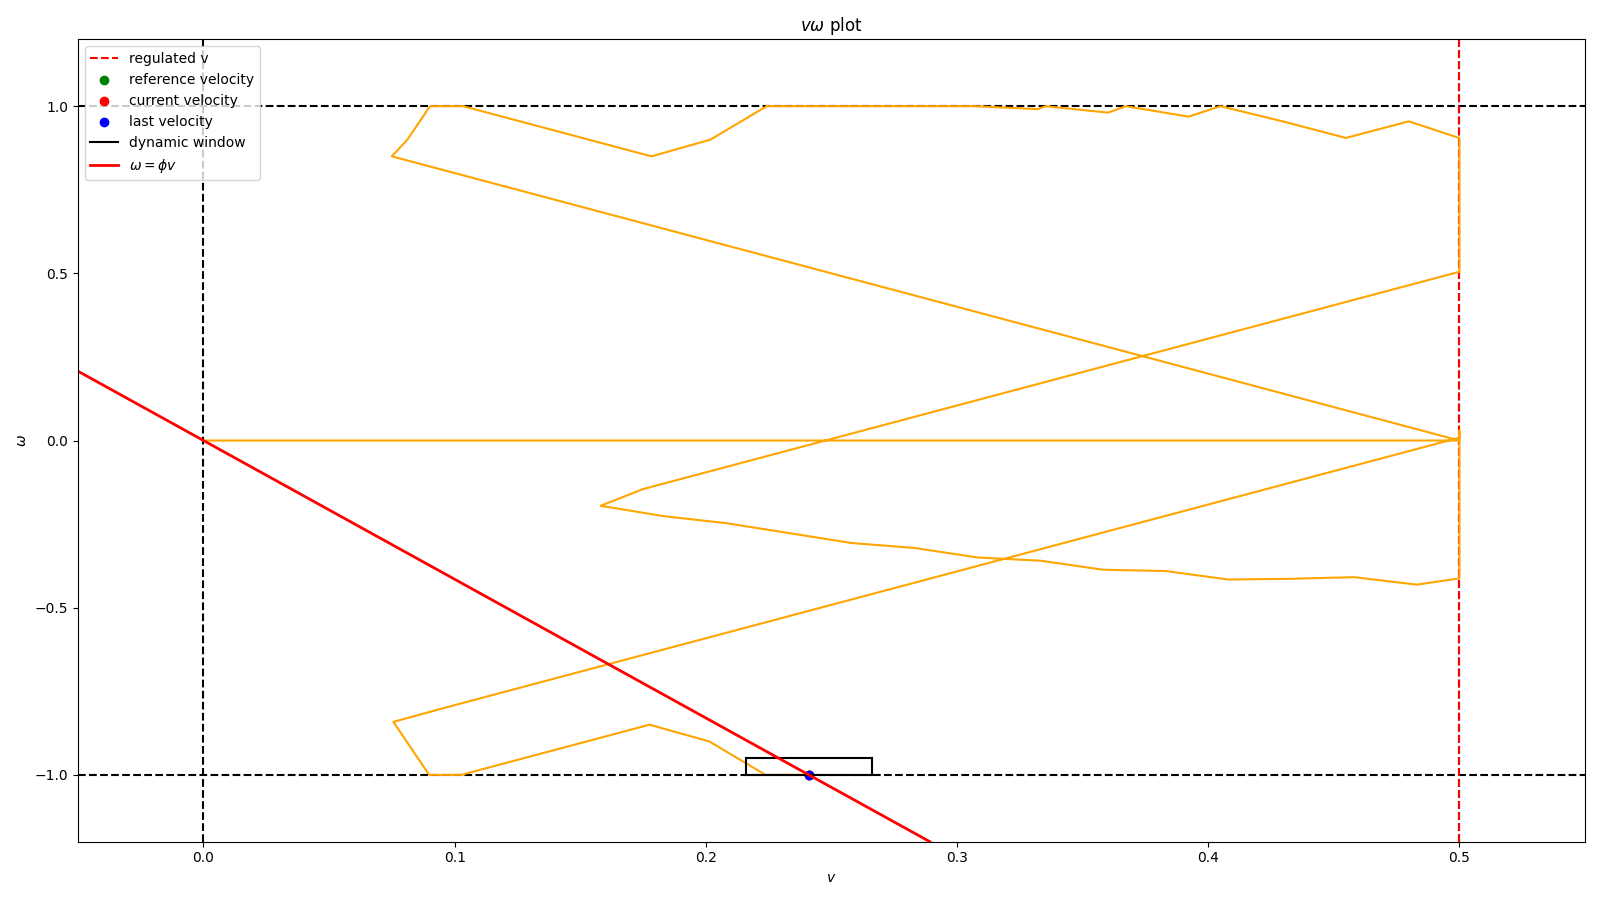 vω plot
regulated v
reference velocity
current velocity
last velocity
dynamic window
ω = ϕv
1.0
0.5
0.0
−0.5
−1.0
ω
0.0 0.1 0.2 0.3 0.4 0.5
v